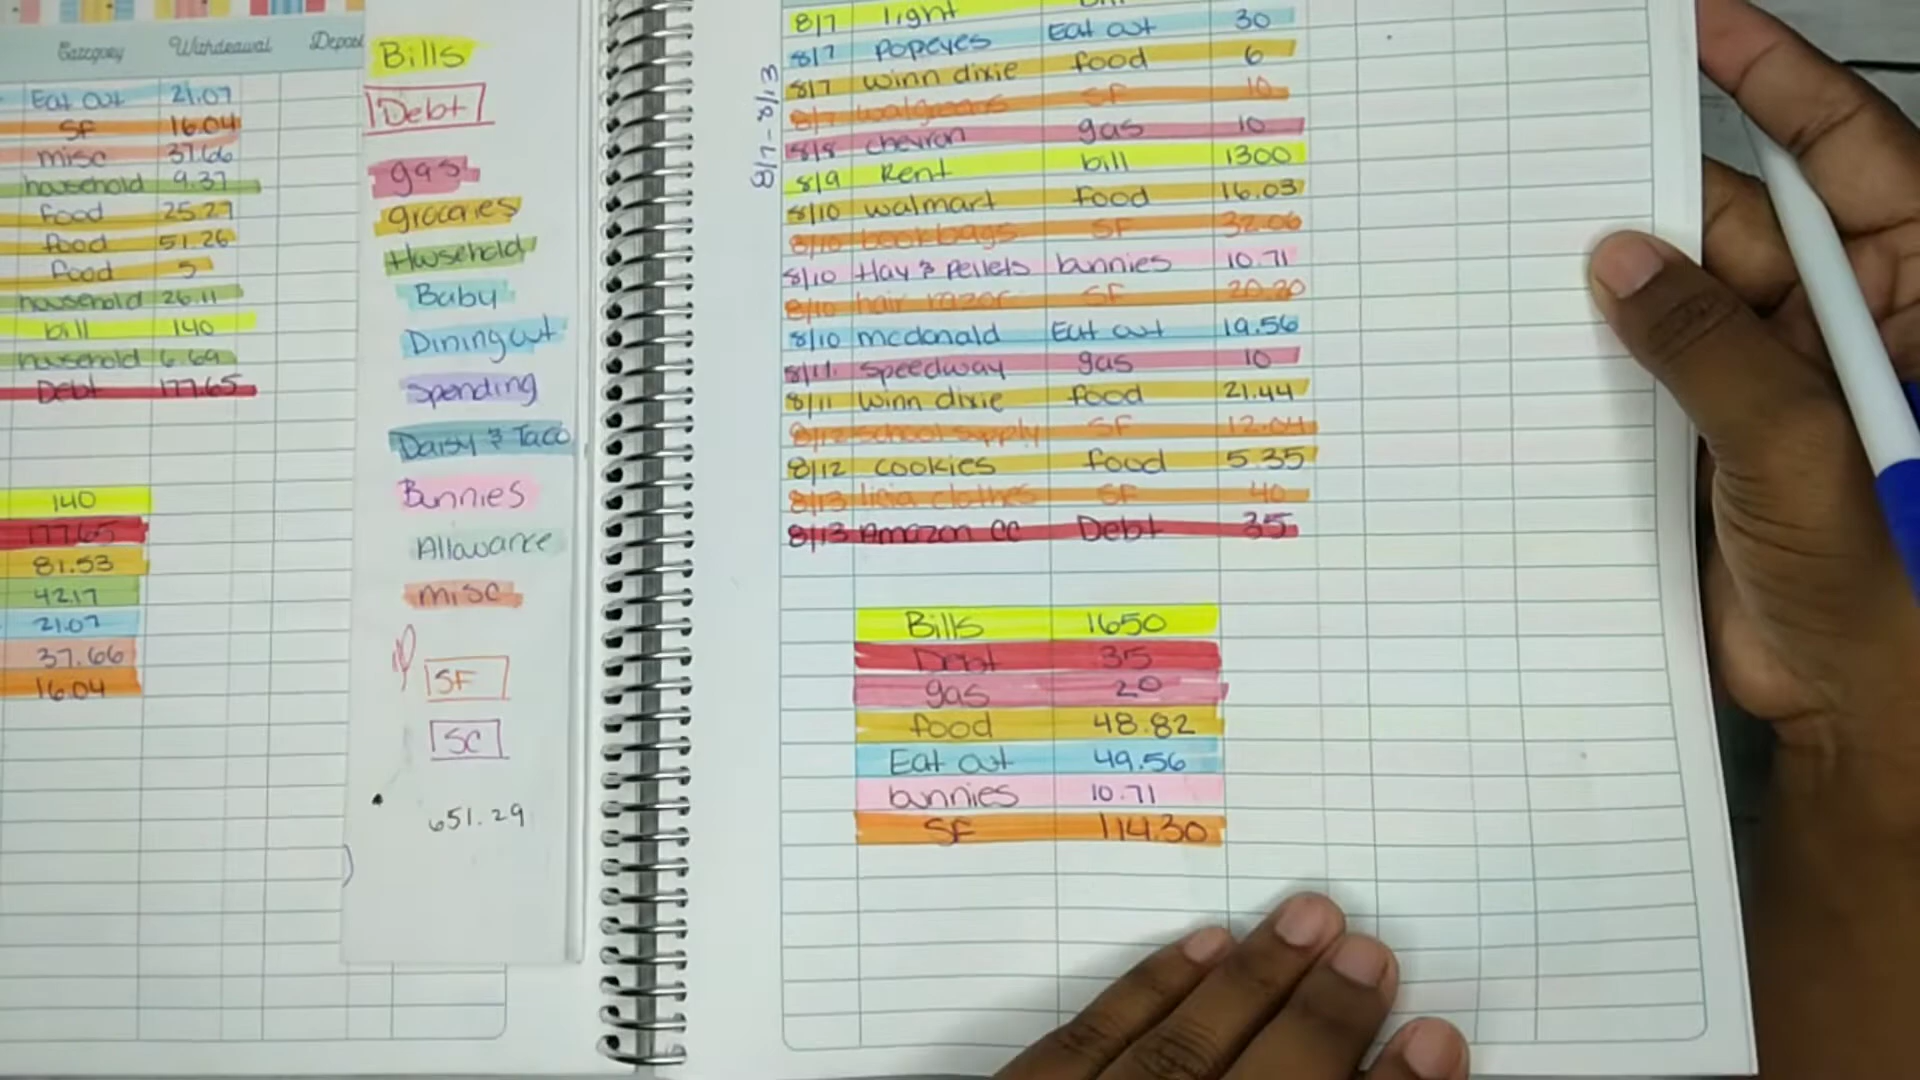 Category Withdrawal Depos
Eat out 21.07
SF 16.04
misc 37.66
household 9.37
food 25.27
food 51.26
food 5
household 26.11
bill 140
household 6.69
Debt 177.65
140
177.65
81.53
42.17
21.07
37.66
16.04
Bills
Debt
gas
groceries
Household
Baby
Dining out
Spending
Daisy & Taco
Bunnies
Allowance
misc
SF
SC
651.29
8/7 - 8/13
8/7 light
8/7 Popeyes Eat out 30
8/7 winn dixie food 6
8/7 walgreens SF 10
8/8 chevron gas 10
8/9 Rent bill 1300
8/10 walmart food 16.03
8/10 bookbags SF 32.06
8/10 Hay & Pellets bunnies 10.71
8/10 hair razor SF 20.20
8/10 mcdonald Eat out 19.56
8/11 Speedway gas 10
8/11 winn dixie food 21.44
8/12 school supply SF 12.04
8/12 cookies food 5.35
8/13 licia clothes SF 40
8/13 Amazon cc Debt 35
Bills 1650
Debt 35
gas 20
food 48.82
Eat out 49.56
bunnies 10.71
SF 114.30